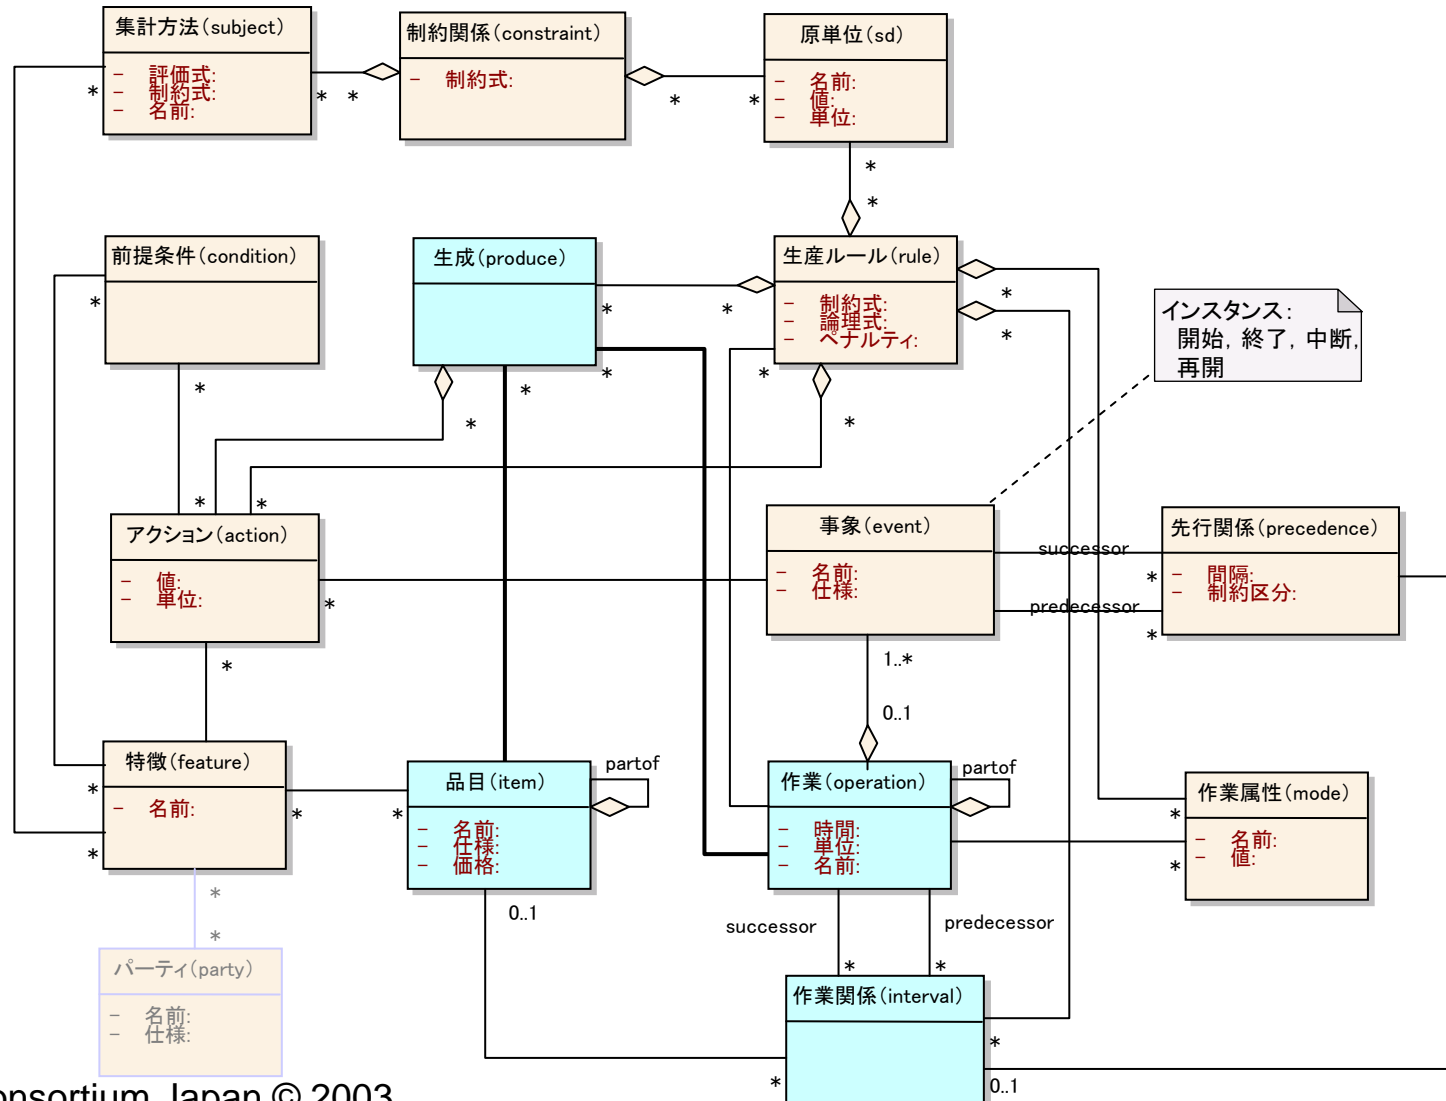 集計方法(subject)
- 評価式:
- 制約式:
- 名前:
*
*
*
制約関係(constraint)
- 制約式:
*
*
原単位(sd)
- 名前:
- 値:
- 単位:
*
*
前提条件(condition)
*
*
生成(produce)
*
*
*
*
*
生産ルール(rule)
- 制約式:
- 論理式:
- ペナルティ:
*
*
*
*
インスタンス:
開始, 終了, 中断,
再開
*
*
アクション(action)
- 値:
- 単位:
*
*
事象(event)
- 名前:
- 仕様:
successor
predecessor
*
*
先行関係(precedence)
- 間隔:
- 制約区分:
1..*
0..1
特徴(feature)
- 名前:
*
*
*
*
品目(item)
- 名前:
- 仕様:
- 価格:
partof
0..1
作業(operation)
- 時間:
- 単位:
- 名前:
partof
作業属性(mode)
- 名前:
- 値:
*
*
successor
predecessor
*
*
*
*
パーティ(party)
- 名前:
- 仕様:
作業関係(interval)
*
*
0..1
onsortium Japan © 2003